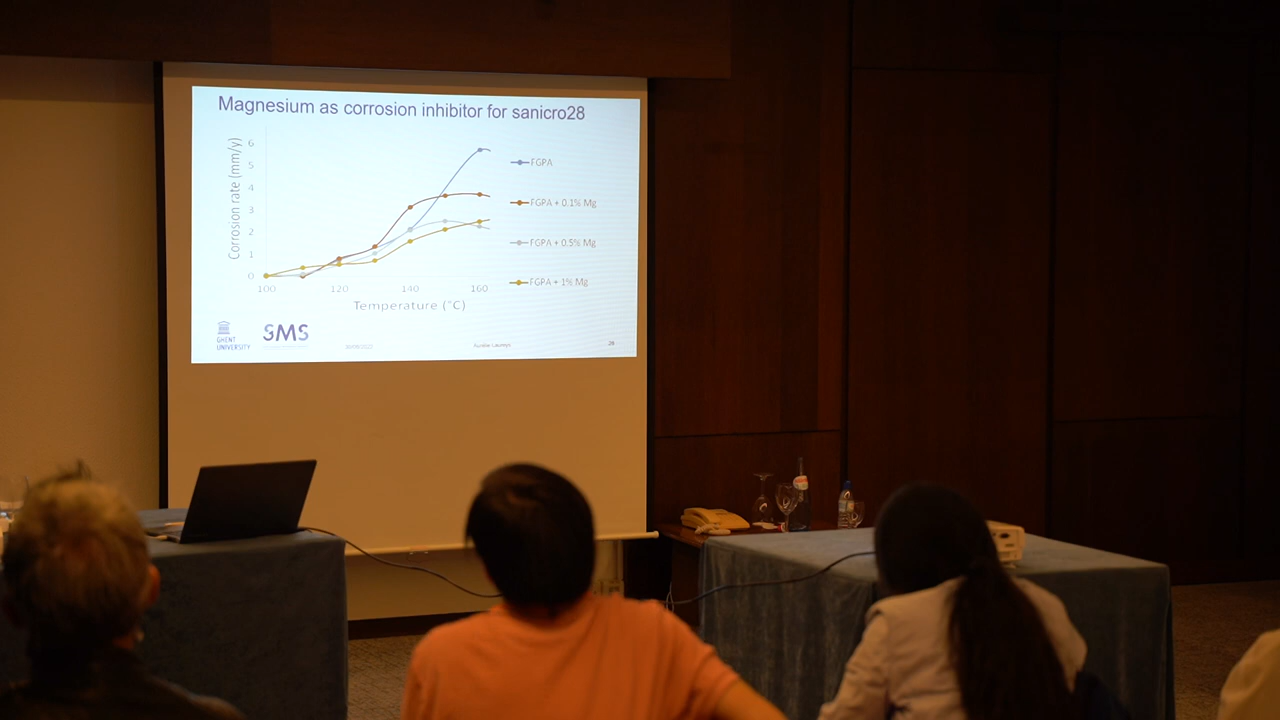 Magnesium as corrosion inhibitor for sanicro28
Corrosion rate (mm/y)
6
5
4
3
2
1
0
100 120 140 160
Temperature (°C)
FGPA
FGPA + 0.1% Mg
FGPA + 0.5% Mg
FGPA + 1% Mg
GHENT
UNIVERSITY
SMS
26